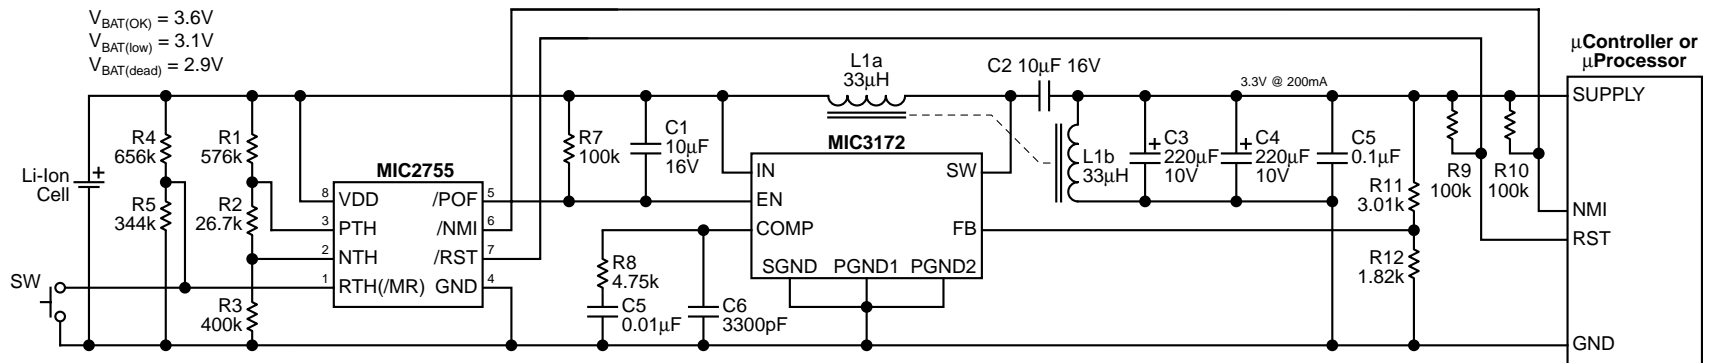 V_BAT(OK) = 3.6V
V_BAT(low) = 3.1V
V_BAT(dead) = 2.9V
Li-Ion
Cell
SW
R4
656k
R5
344k
R1
576k
R2
26.7k
R3
400k
MIC2755
8
VDD
3
PTH
2
NTH
1
RTH(/MR)
/POF
5
/NMI
6
/RST
7
GND
4
R7
100k
C1
10µF
16V
R8
4.75k
C5
0.01µF
C6
3300pF
L1a
33µH
MIC3172
IN
EN
COMP
SW
FB
SGND
PGND1
PGND2
C2 10µF 16V
L1b
33µH
C3
220µF
10V
C4
220µF
10V
3.3V @ 200mA
C5
0.1µF
R11
3.01k
R12
1.82k
R9
100k
R10
100k
µController or
µProcessor
SUPPLY
NMI
RST
GND
+
+
+